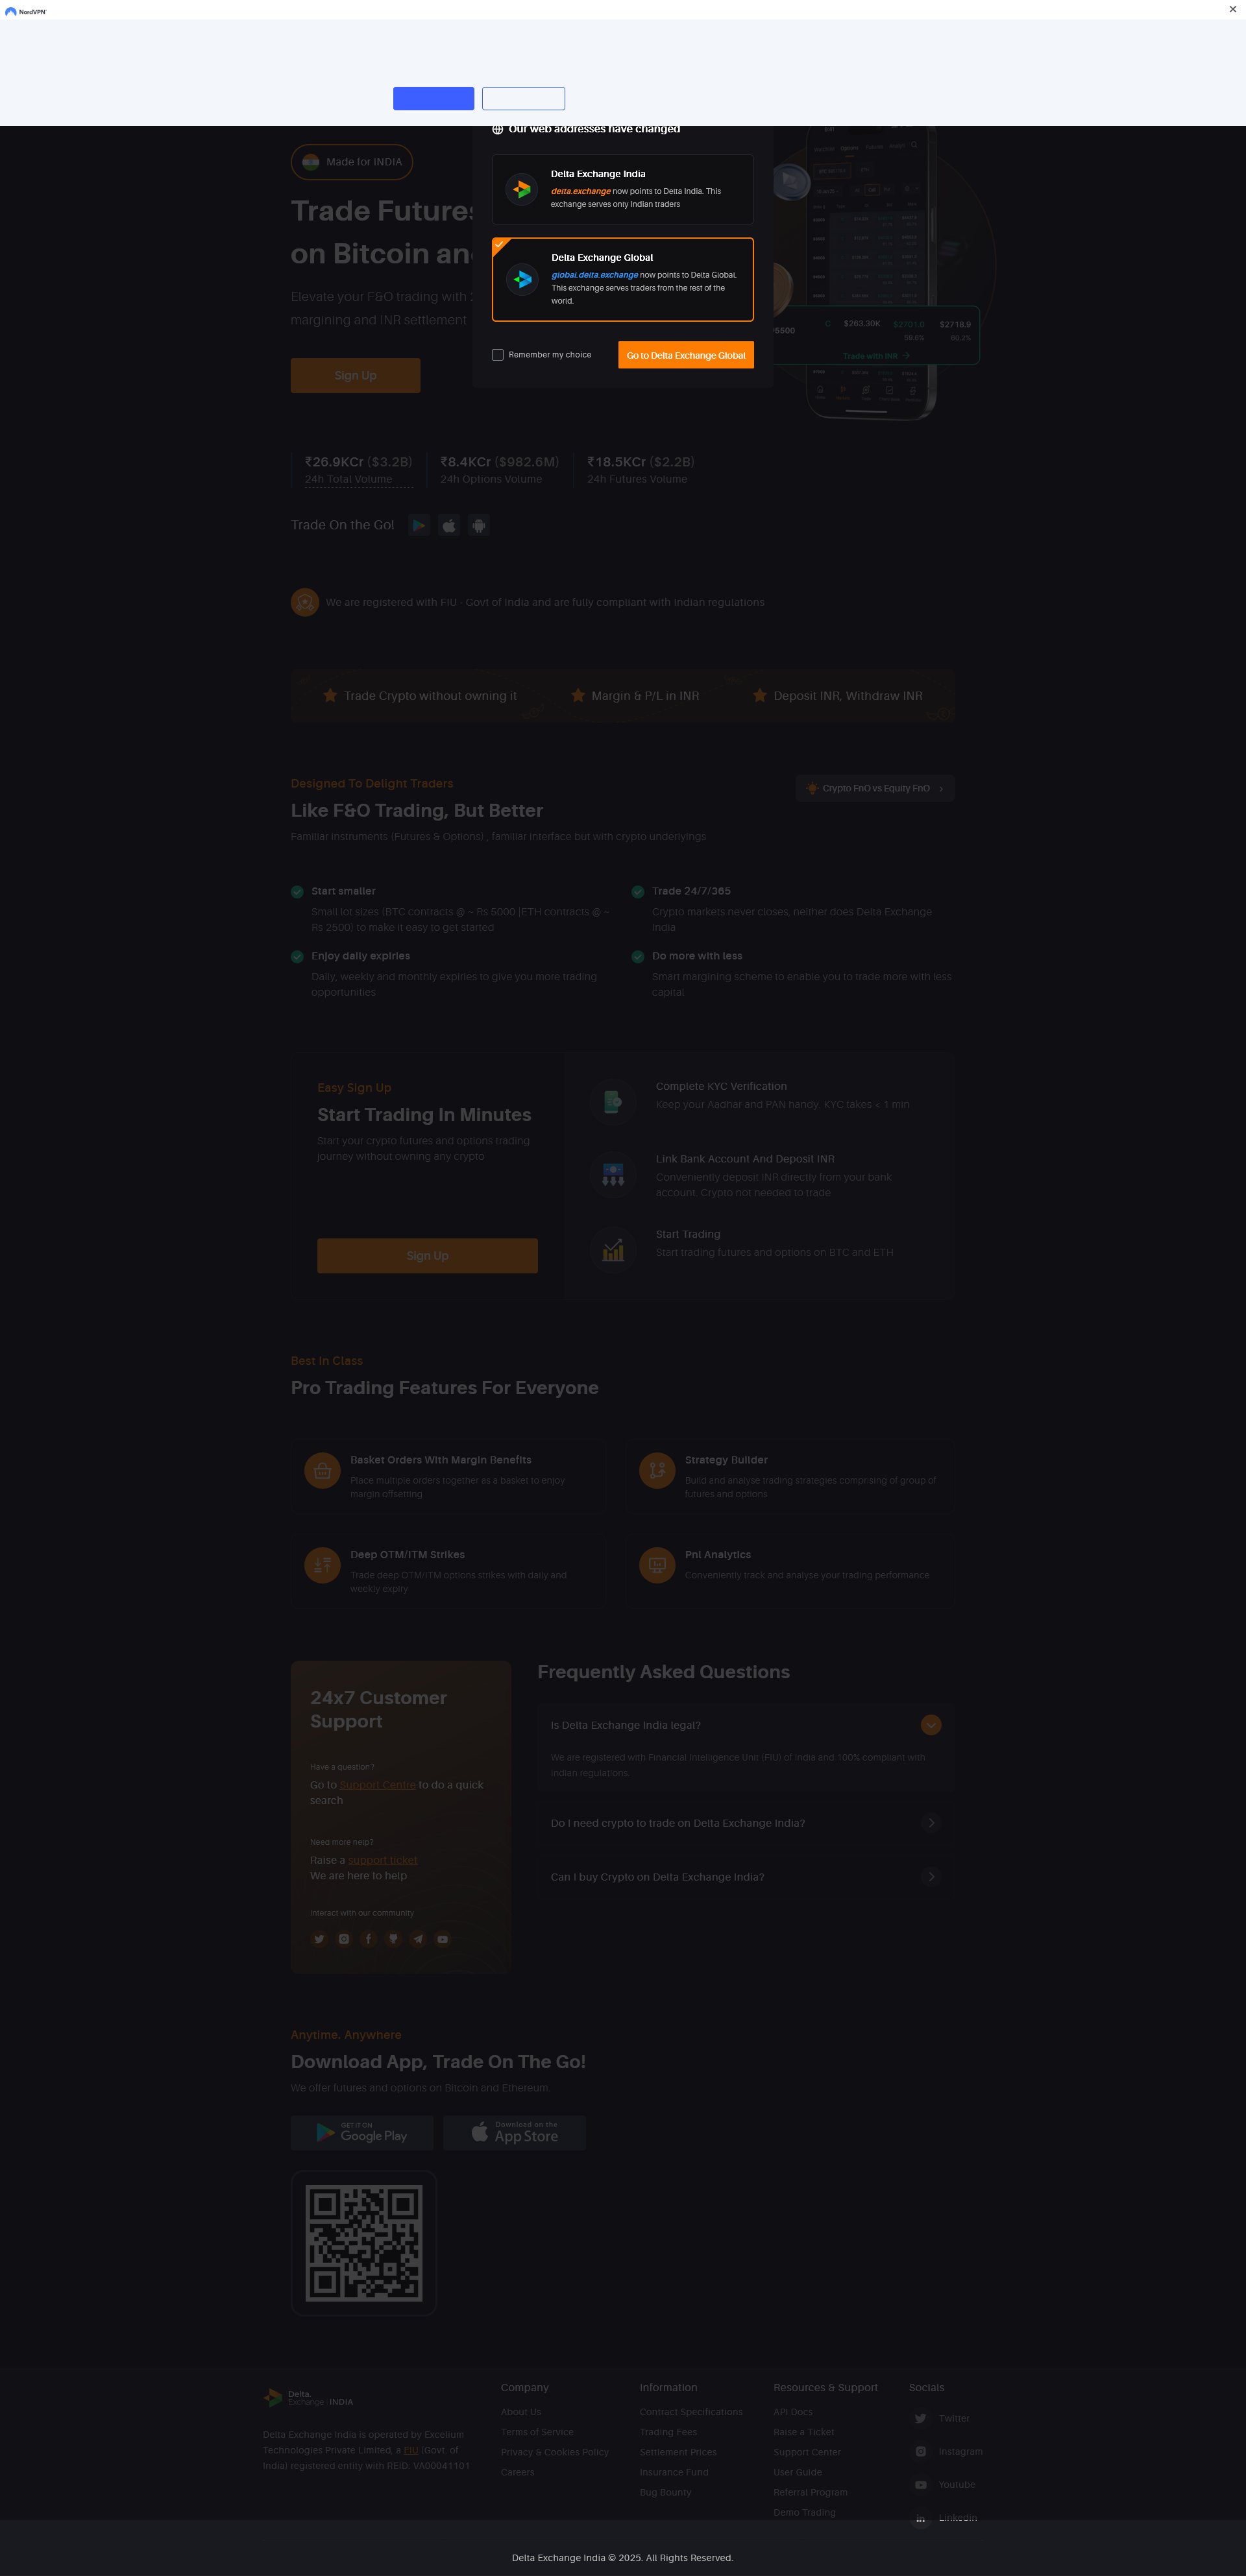 NordVPN
Our web addresses have changed
Made for INDIA
Delta Exchange India
delta.exchange now points to Delta India. This
exchange serves only Indian traders
Trade Futures
on Bitcoin and
Delta Exchange Global
global.delta.exchange now points to Delta Global.
This exchange serves traders from the rest of the
world.
Elevate your F&O trading with
margining and INR settlement
Remember my choice
Go to Delta Exchange Global
Sign Up
C $263.30K $2701.0 $2718.9
59.6% 60.2%
Trade with INR
₹26.9KCr ($3.2B)
24h Total Volume
₹8.4KCr ($982.6M)
24h Options Volume
₹18.5KCr ($2.2B)
24h Futures Volume
Trade On the Go!
We are registered with FIU - Govt of India and are fully compliant with Indian regulations
Trade Crypto without owning it
Margin & P/L in INR
Deposit INR, Withdraw INR
Designed To Delight Traders
Crypto FnO vs Equity FnO
Like F&O Trading, But Better
Familiar instruments (Futures & Options) , familiar interface but with crypto underlyings
Start smaller
Small lot sizes (BTC contracts @ ~ Rs 5000 |ETH contracts @ ~
Rs 2500) to make it easy to get started
Trade 24/7/365
Crypto markets never closes, neither does Delta Exchange
India
Enjoy daily expiries
Daily, weekly and monthly expiries to give you more trading
opportunities
Do more with less
Smart margining scheme to enable you to trade more with less
capital
Easy Sign Up
Start Trading In Minutes
Start your crypto futures and options trading
journey without owning any crypto
Sign Up
Complete KYC Verification
Keep your Aadhar and PAN handy. KYC takes < 1 min
Link Bank Account And Deposit INR
Conveniently deposit INR directly from your bank
account. Crypto not needed to trade
Start Trading
Start trading futures and options on BTC and ETH
Best In Class
Pro Trading Features For Everyone
Basket Orders With Margin Benefits
Place multiple orders together as a basket to enjoy
margin offsetting
Strategy Builder
Build and analyse trading strategies comprising of group of
futures and options
Deep OTM/ITM Strikes
Trade deep OTM/ITM options strikes with daily and
weekly expiry
Pnl Analytics
Conveniently track and analyse your trading performance
24x7 Customer
Support
Have a question?
Go to Support Centre to do a quick
search
Need more help?
Raise a support ticket
We are here to help
Interact with our community
Frequently Asked Questions
Is Delta Exchange India legal?
We are registered with Financial Intelligence Unit (FIU) of India and 100% compliant with
Indian regulations.
Do I need crypto to trade on Delta Exchange India?
Can I buy Crypto on Delta Exchange India?
Anytime. Anywhere
Download App, Trade On The Go!
We offer futures and options on Bitcoin and Ethereum.
GET IT ON
Google Play
Download on the
App Store
Delta.
Exchange INDIA
Delta Exchange India is operated by Excelium
Technologies Private Limited, a FIU (Govt. of
India) registered entity with REID: VA00041101
Company
About Us
Terms of Service
Privacy & Cookies Policy
Careers
Information
Contract Specifications
Trading Fees
Settlement Prices
Insurance Fund
Bug Bounty
Resources & Support
API Docs
Raise a Ticket
Support Center
User Guide
Referral Program
Demo Trading
Socials
Twitter
Instagram
Youtube
LinkedIn
Delta Exchange India © 2025. All Rights Reserved.